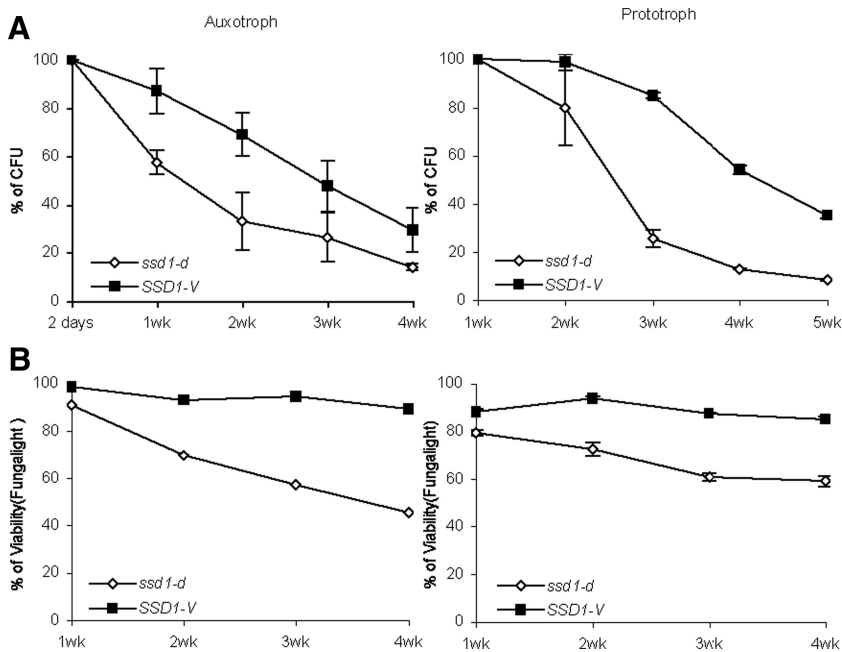 A
Auxotroph
Prototroph
% of CFU
100
80
60
40
20
0
ssd1-d
SSD1-V
2 days 1wk 2wk 3wk 4wk
% of CFU
100
80
60
40
20
0
ssd1-d
SSD1-V
1wk 2wk 3wk 4wk 5wk
B
% of Viability(Fungalight )
100
80
60
40
20
0
ssd1-d
SSD1-V
1wk 2wk 3wk 4wk
% of Viability(Fungalight)
100
80
60
40
20
0
ssd1-d
SSD1-V
1wk 2wk 3wk 4wk